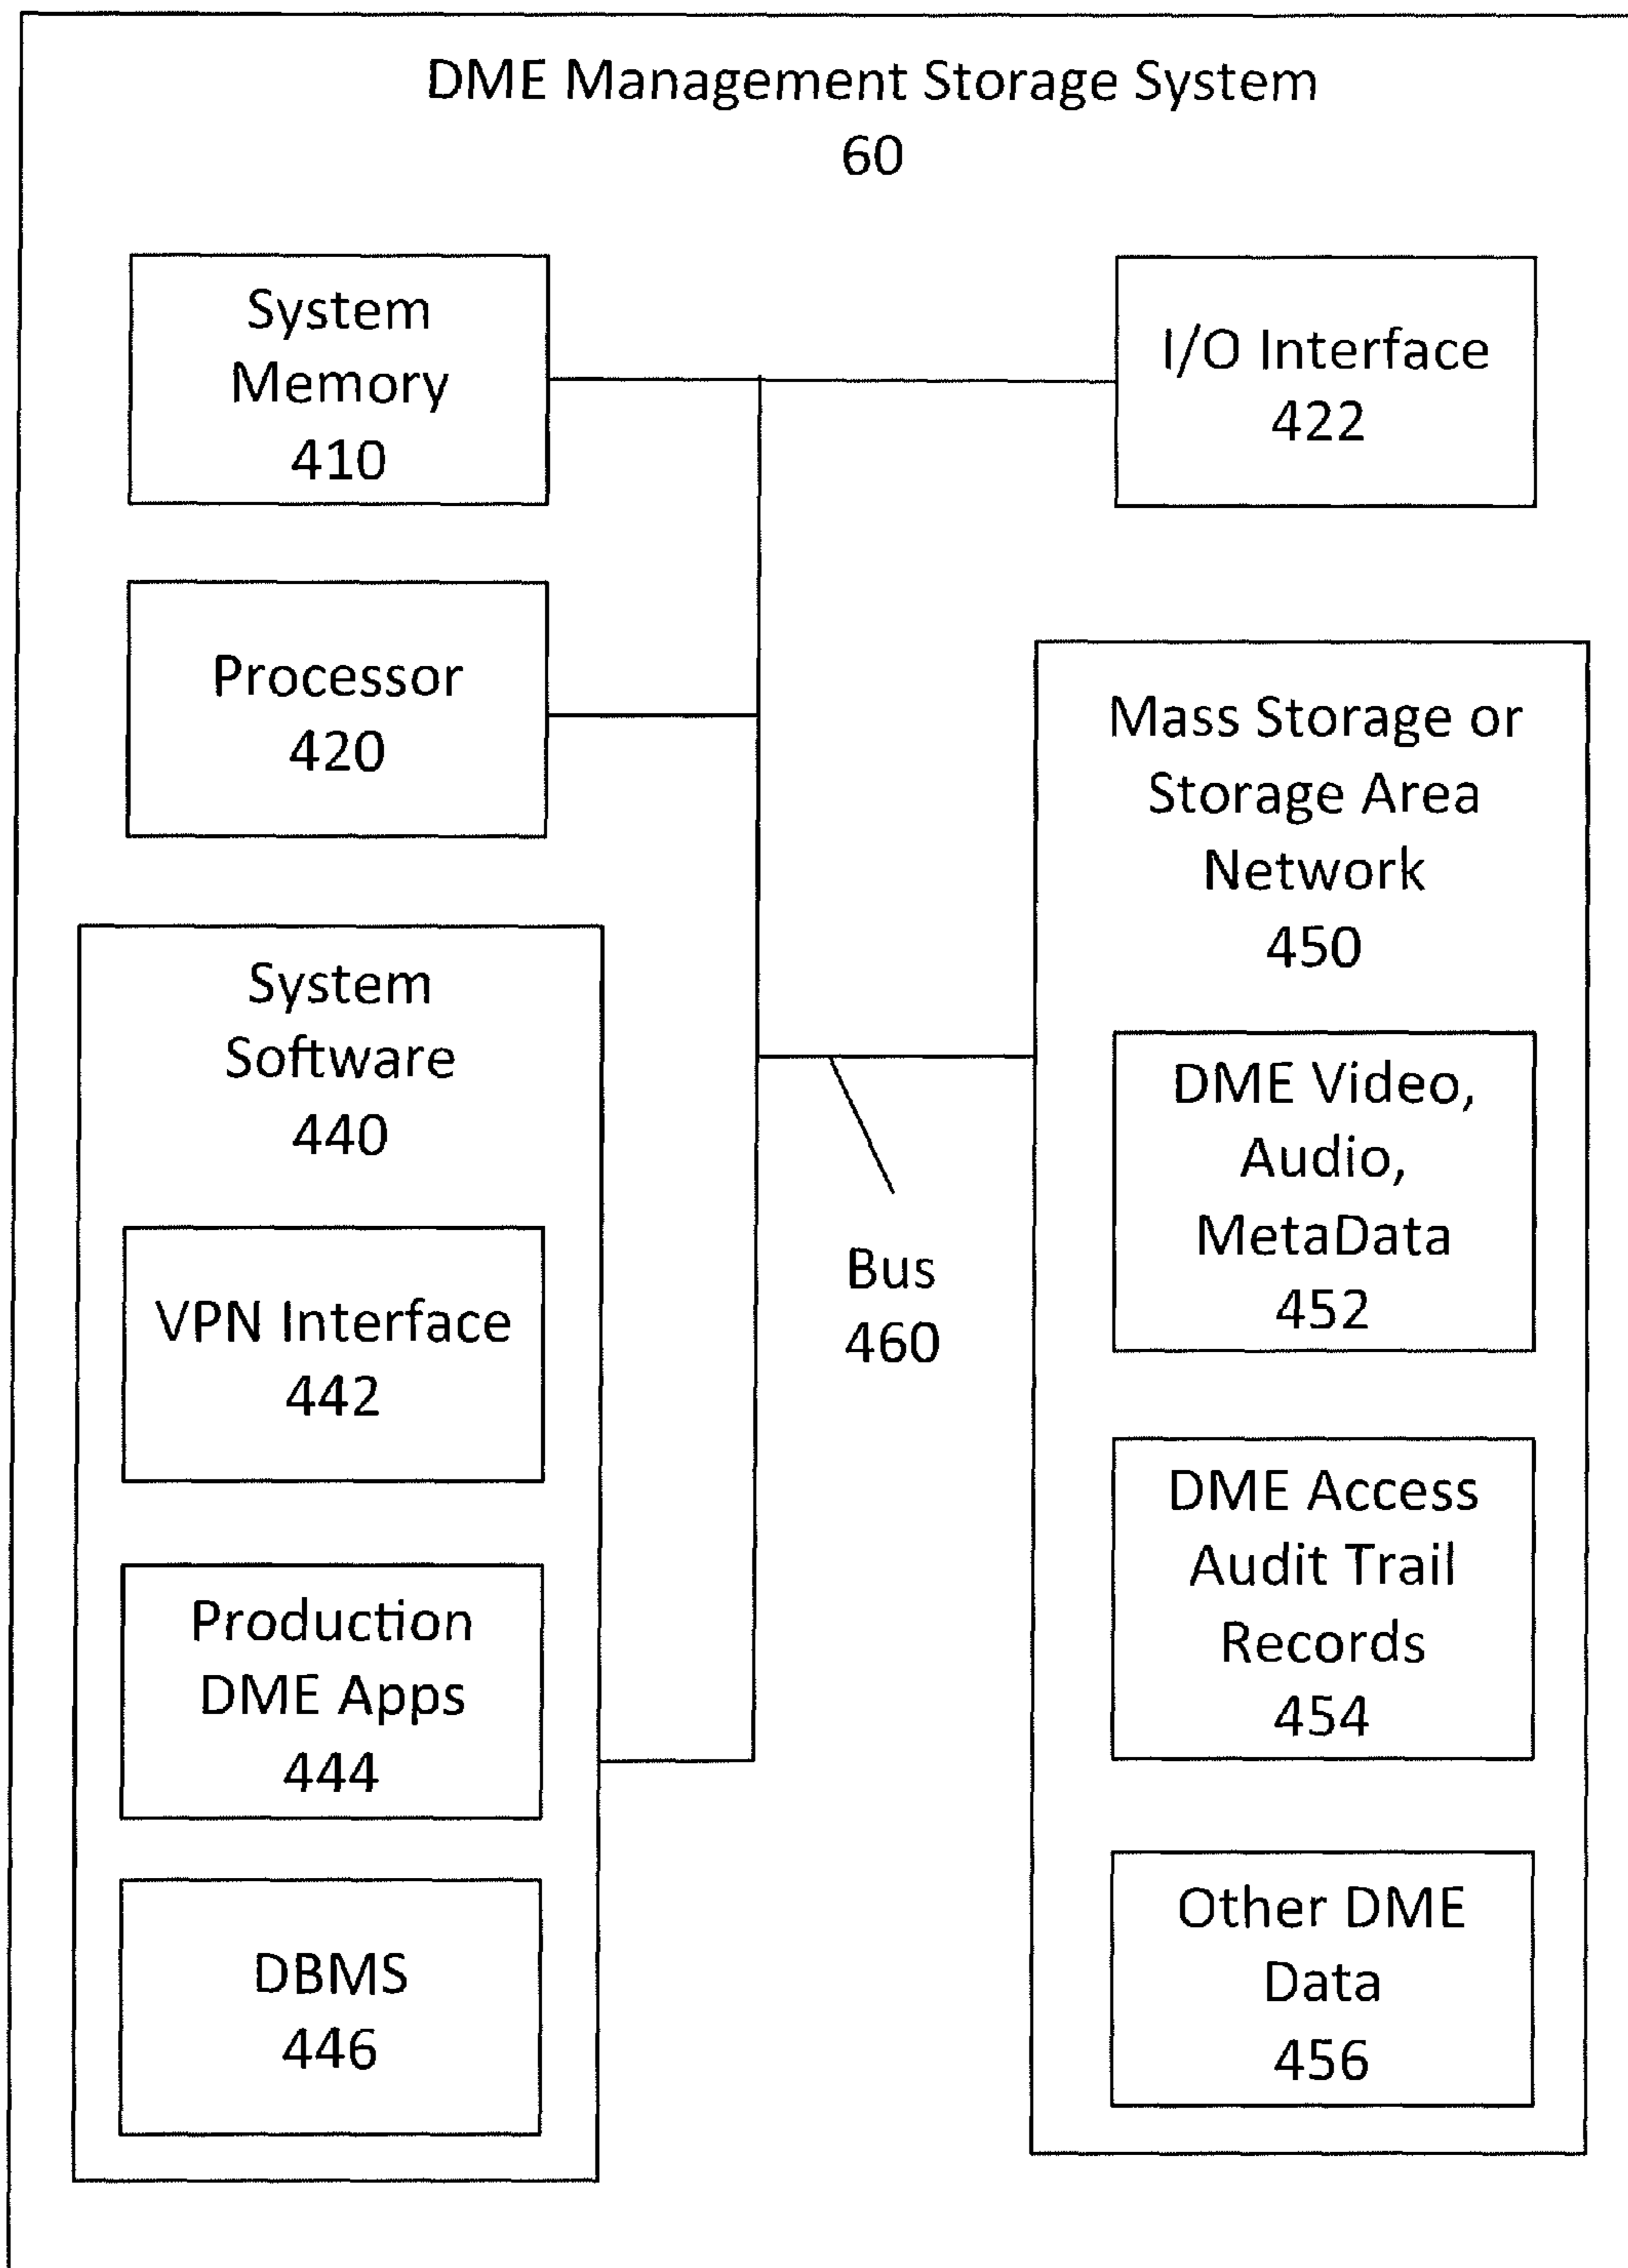 DME Management Storage System
60
System
Memory
410
I/O Interface
422
Processor
420
Mass Storage or
Storage Area
Network
450
System
Software
440
DME Video,
Audio,
MetaData
452
VPN Interface
442
Bus
460
DME Access
Audit Trail
Records
454
Production
DME Apps
444
Other DME
Data
456
DBMS
446